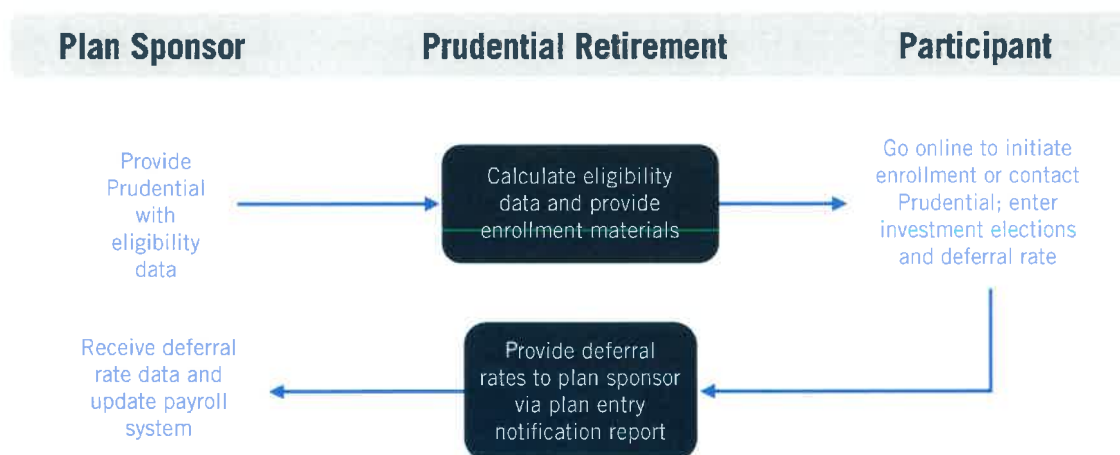 Plan Sponsor
Prudential Retirement
Participant
Provide
Prudential
with
eligibility
data
Calculate eligibility
data and provide
enrollment materials
Go online to initiate
enrollment or contact
Prudential; enter
investment elections
and deferral rate
Receive deferral
rate data and
update payroll
system
Provide deferral
rates to plan sponsor
via plan entry
notification report